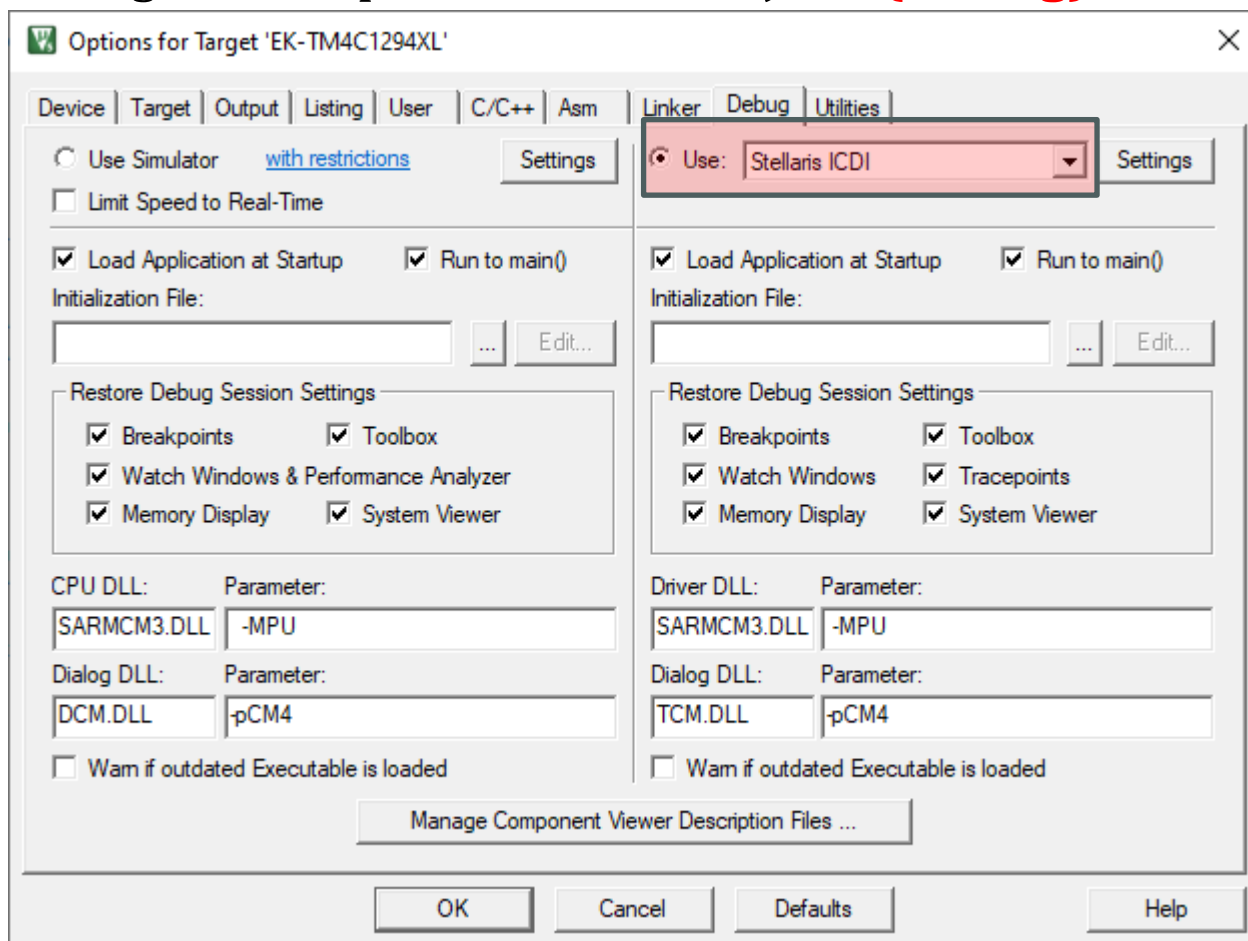 Options for Target 'EK-TM4C1294XL'
Device Target Output Listing User C/C++ Asm Linker Debug Utilities
Use Simulator with restrictions Settings
Limit Speed to Real-Time
Use: Stellaris ICDI Settings
Load Application at Startup Run to main()
Initialization File:
... Edit...
Restore Debug Session Settings
Breakpoints Toolbox
Watch Windows & Performance Analyzer
Memory Display System Viewer
CPU DLL: Parameter:
SARMCM3.DLL -MPU
Dialog DLL: Parameter:
DCM.DLL -pCM4
Warn if outdated Executable is loaded
Load Application at Startup Run to main()
Initialization File:
... Edit...
Restore Debug Session Settings
Breakpoints Toolbox
Watch Windows Tracepoints
Memory Display System Viewer
Driver DLL: Parameter:
SARMCM3.DLL -MPU
Dialog DLL: Parameter:
TCM.DLL -pCM4
Warn if outdated Executable is loaded
Manage Component Viewer Description Files ...
OK Cancel Defaults Help